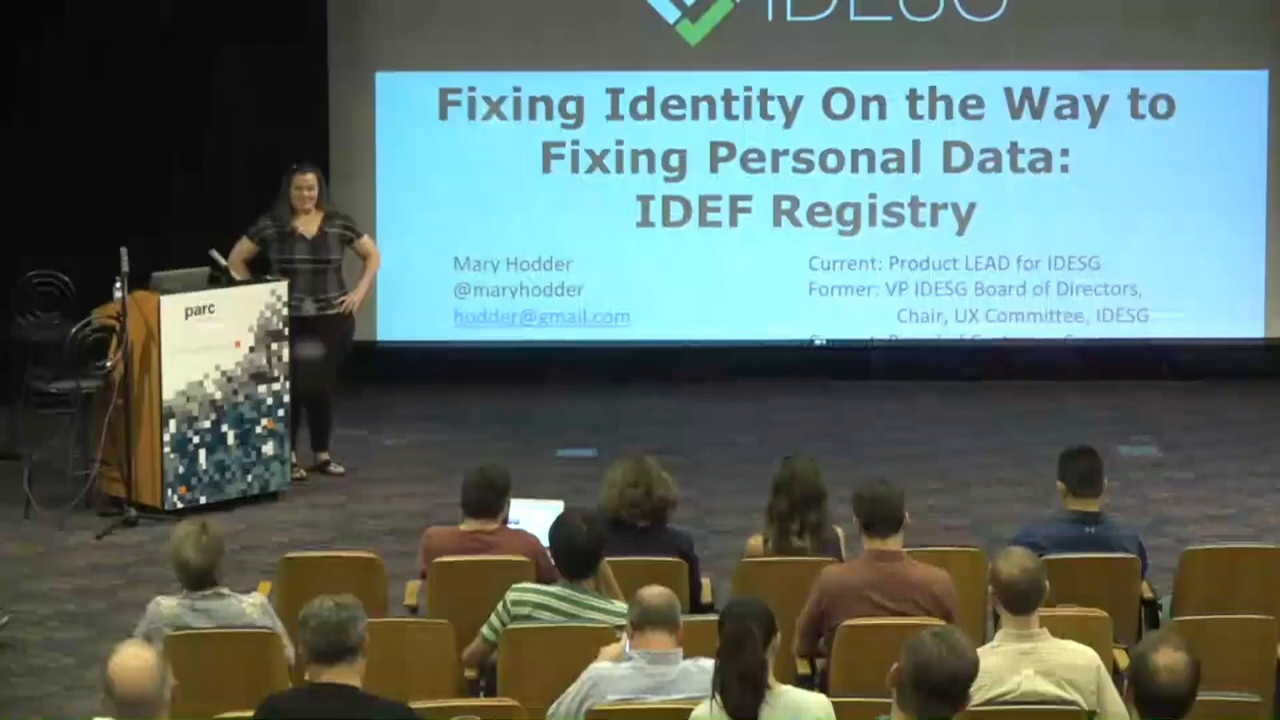 IDESG
Fixing Identity On the Way to
Fixing Personal Data:
IDEF Registry
Mary Hodder
@maryhodder
hodder@gmail.com
Current: Product LEAD for IDESG
Former: VP IDESG Board of Directors,
Chair, UX Committee, IDESG
parc